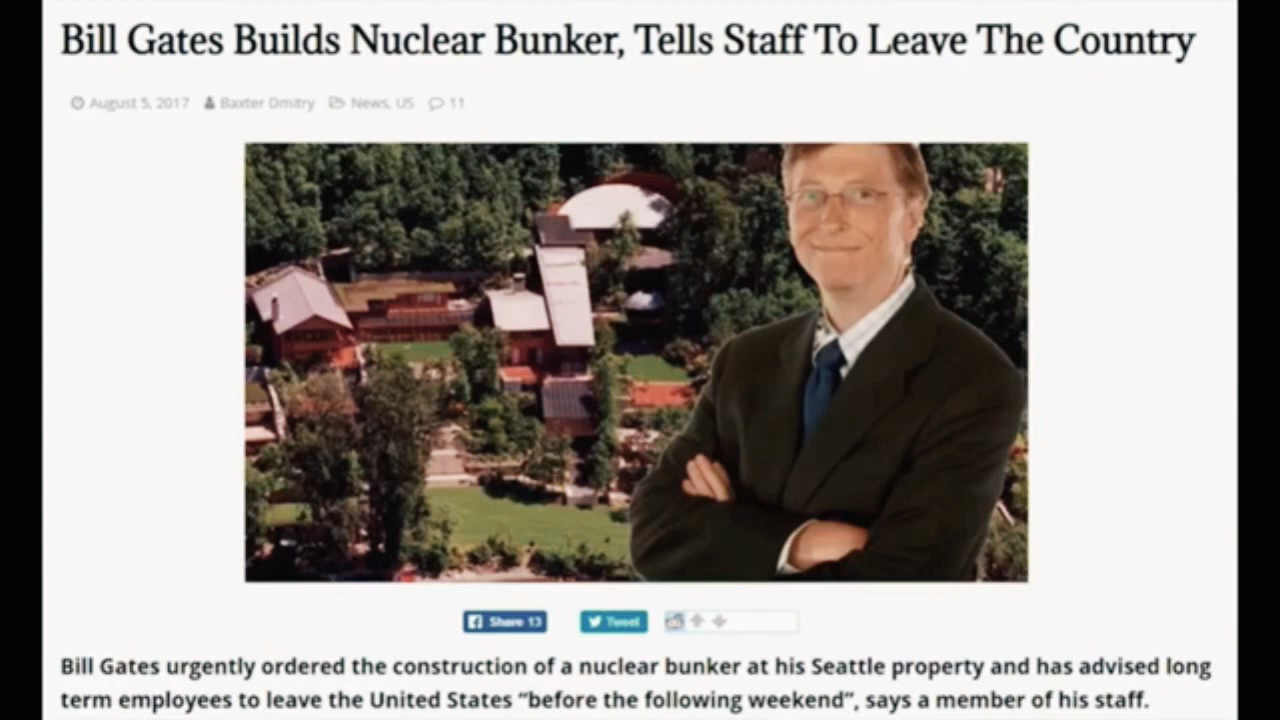 Bill Gates Builds Nuclear Bunker, Tells Staff To Leave The Country
August 5, 2017 Baxter Dmitry News, US 11
Share 13 Tweet
Bill Gates urgently ordered the construction of a nuclear bunker at his Seattle property and has advised long
term employees to leave the United States “before the following weekend”, says a member of his staff.